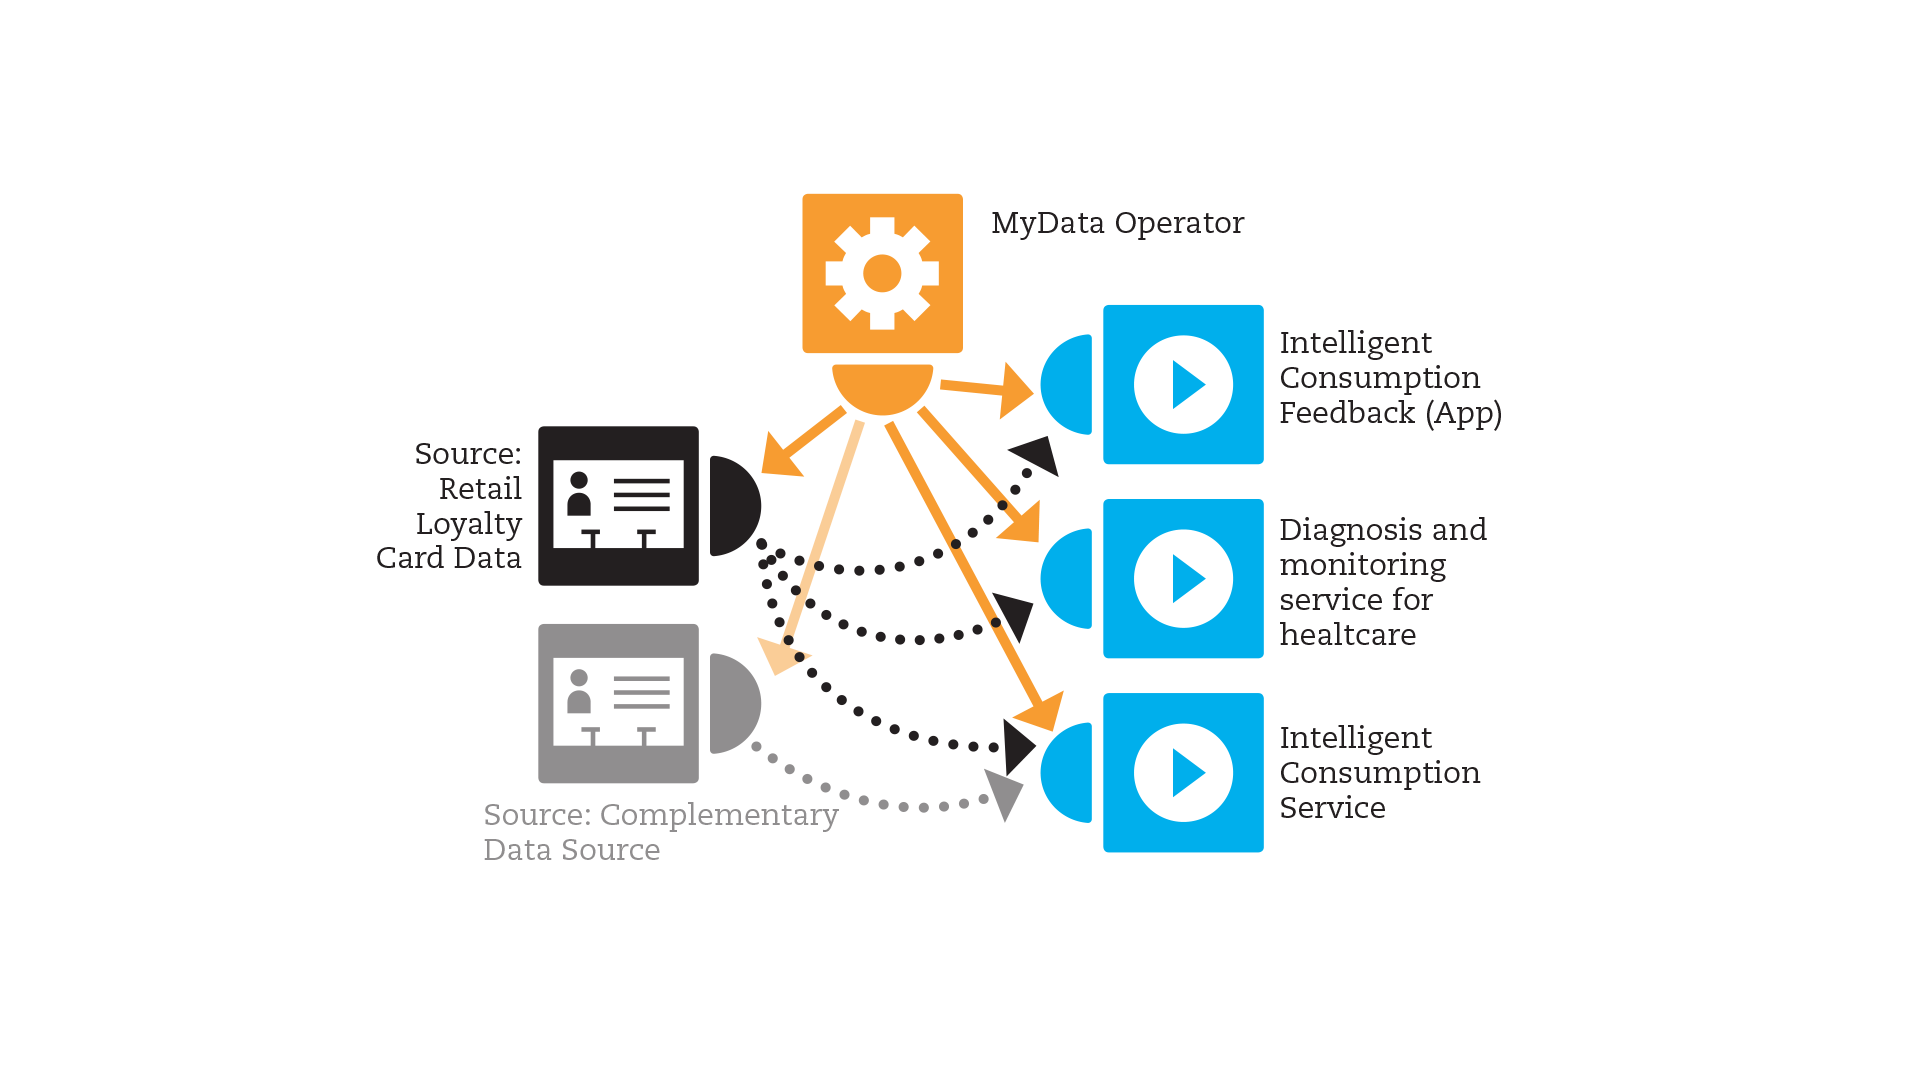 MyData Operator
Intelligent
Consumption
Feedback (App)
Source:
Retail
Loyalty
Card Data
Diagnosis and
monitoring
service for
healtcare
Intelligent
Consumption
Service
Source: Complementary
Data Source